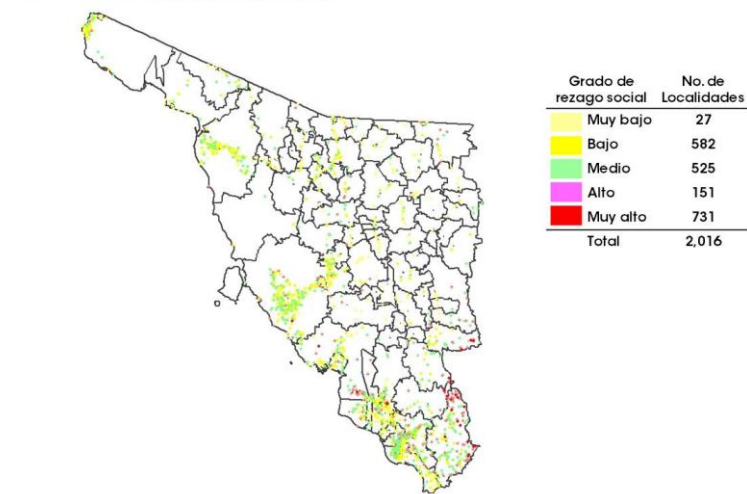 Grado de rezago social No. de Localidades
Muy bajo 27
Bajo 582
Medio 525
Alto 151
Muy alto 731
Total 2,016